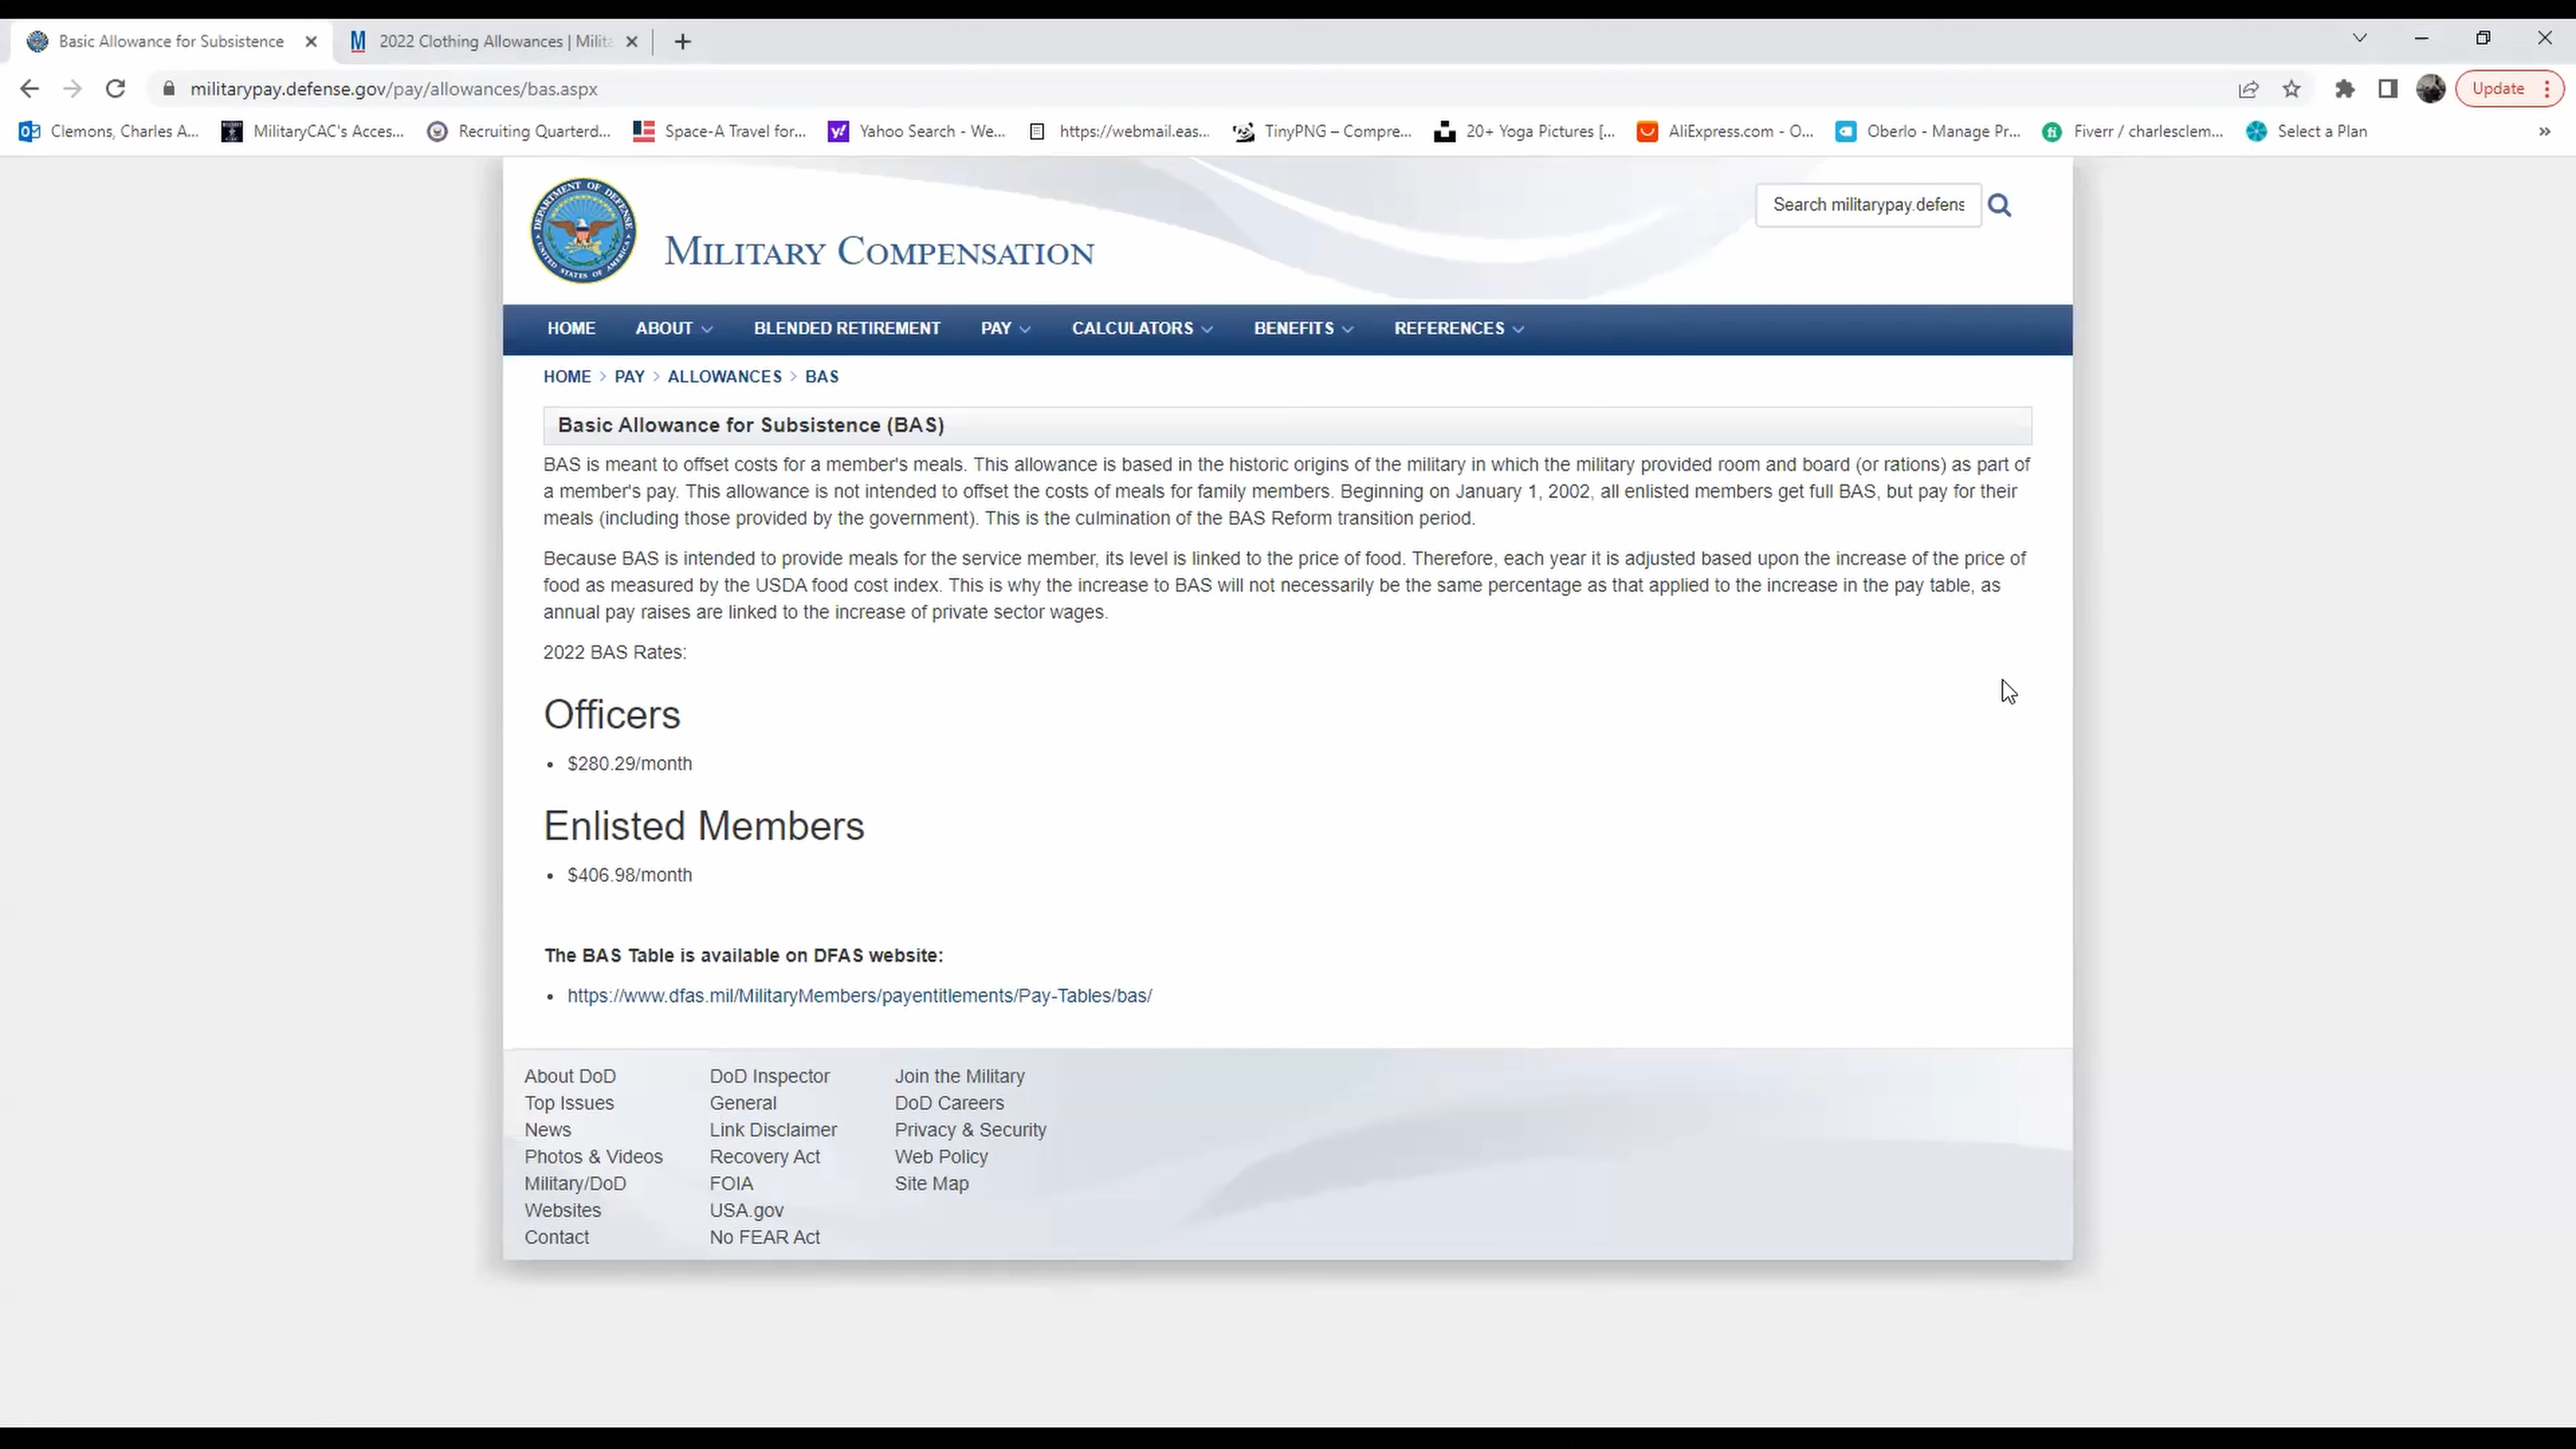 Basic Allowance for Subsistence
2022 Clothing Allowances | Milita
militarypay.defense.gov/pay/allowances/bas.aspx
Update
Clemons, Charles A...
MilitaryCAC's Acces...
Recruiting Quarterd...
Space-A Travel for...
Yahoo Search - We...
https://webmail.eas...
TinyPNG – Compre...
20+ Yoga Pictures [...
AliExpress.com - O...
Oberlo - Manage Pr...
Fiverr / charlesclem...
Select a Plan
DEPARTMENT OF DEFENSE
UNITED STATES OF AMERICA
MILITARY COMPENSATION
Search militarypay.defens
HOME ABOUT BLENDED RETIREMENT PAY CALCULATORS BENEFITS REFERENCES
HOME > PAY > ALLOWANCES > BAS
Basic Allowance for Subsistence (BAS)
BAS is meant to offset costs for a member's meals. This allowance is based in the historic origins of the military in which the military provided room and board (or rations) as part of
a member's pay. This allowance is not intended to offset the costs of meals for family members. Beginning on January 1, 2002, all enlisted members get full BAS, but pay for their
meals (including those provided by the government). This is the culmination of the BAS Reform transition period.
Because BAS is intended to provide meals for the service member, its level is linked to the price of food. Therefore, each year it is adjusted based upon the increase of the price of
food as measured by the USDA food cost index. This is why the increase to BAS will not necessarily be the same percentage as that applied to the increase in the pay table, as
annual pay raises are linked to the increase of private sector wages.
2022 BAS Rates:
Officers
• $280.29/month
Enlisted Members
• $406.98/month
The BAS Table is available on DFAS website:
• https://www.dfas.mil/MilitaryMembers/payentitlements/Pay-Tables/bas/
About DoD
Top Issues
News
Photos & Videos
Military/DoD
Websites
Contact
DoD Inspector
General
Link Disclaimer
Recovery Act
FOIA
USA.gov
No FEAR Act
Join the Military
DoD Careers
Privacy & Security
Web Policy
Site Map